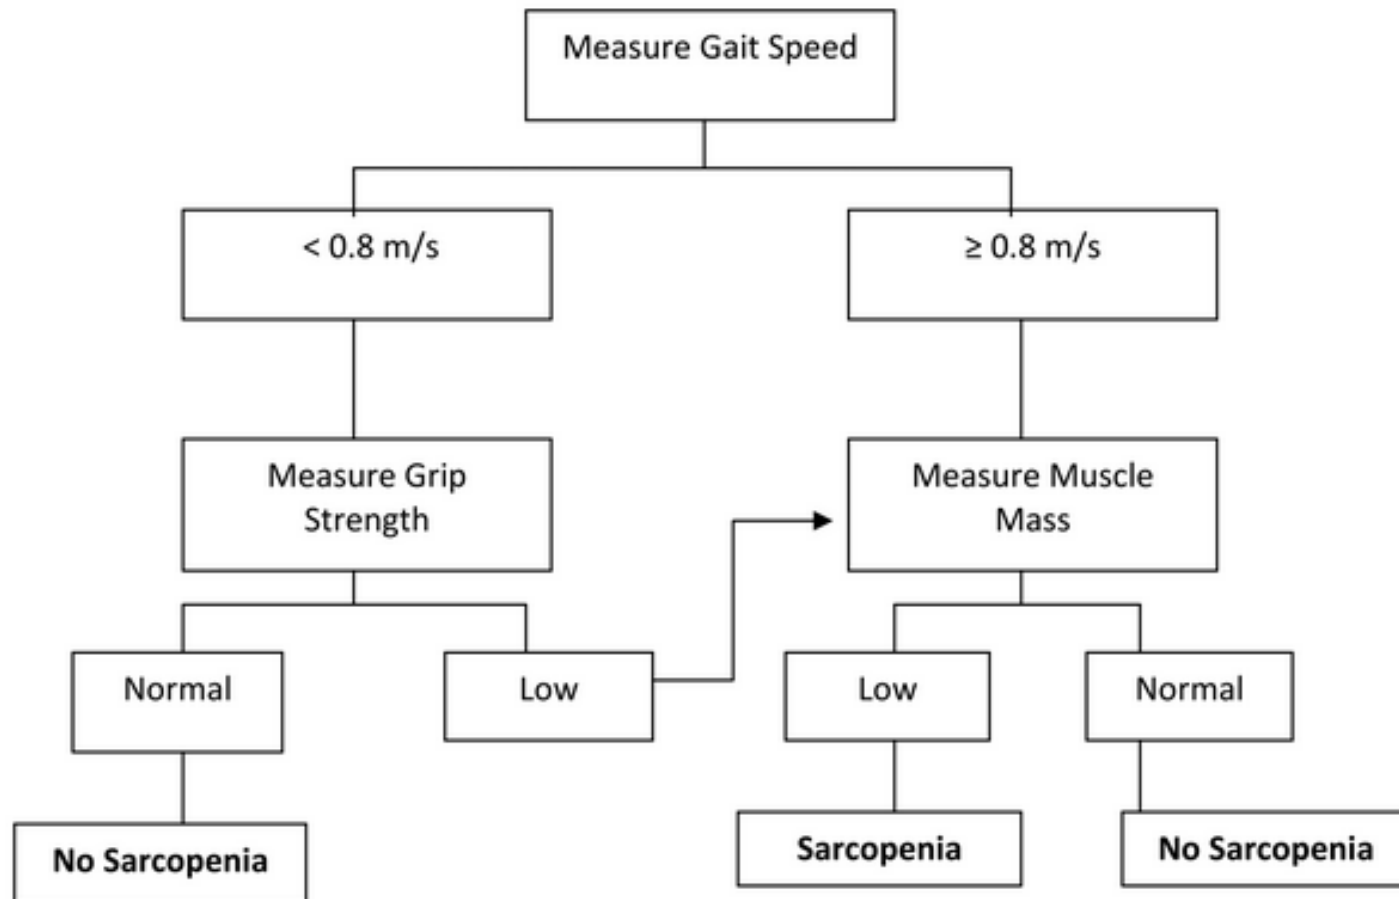 Measure Gait Speed
< 0.8 m/s
≥ 0.8 m/s
Measure Grip
Strength
Measure Muscle
Mass
Normal
Low
Low
Normal
No Sarcopenia
Sarcopenia
No Sarcopenia